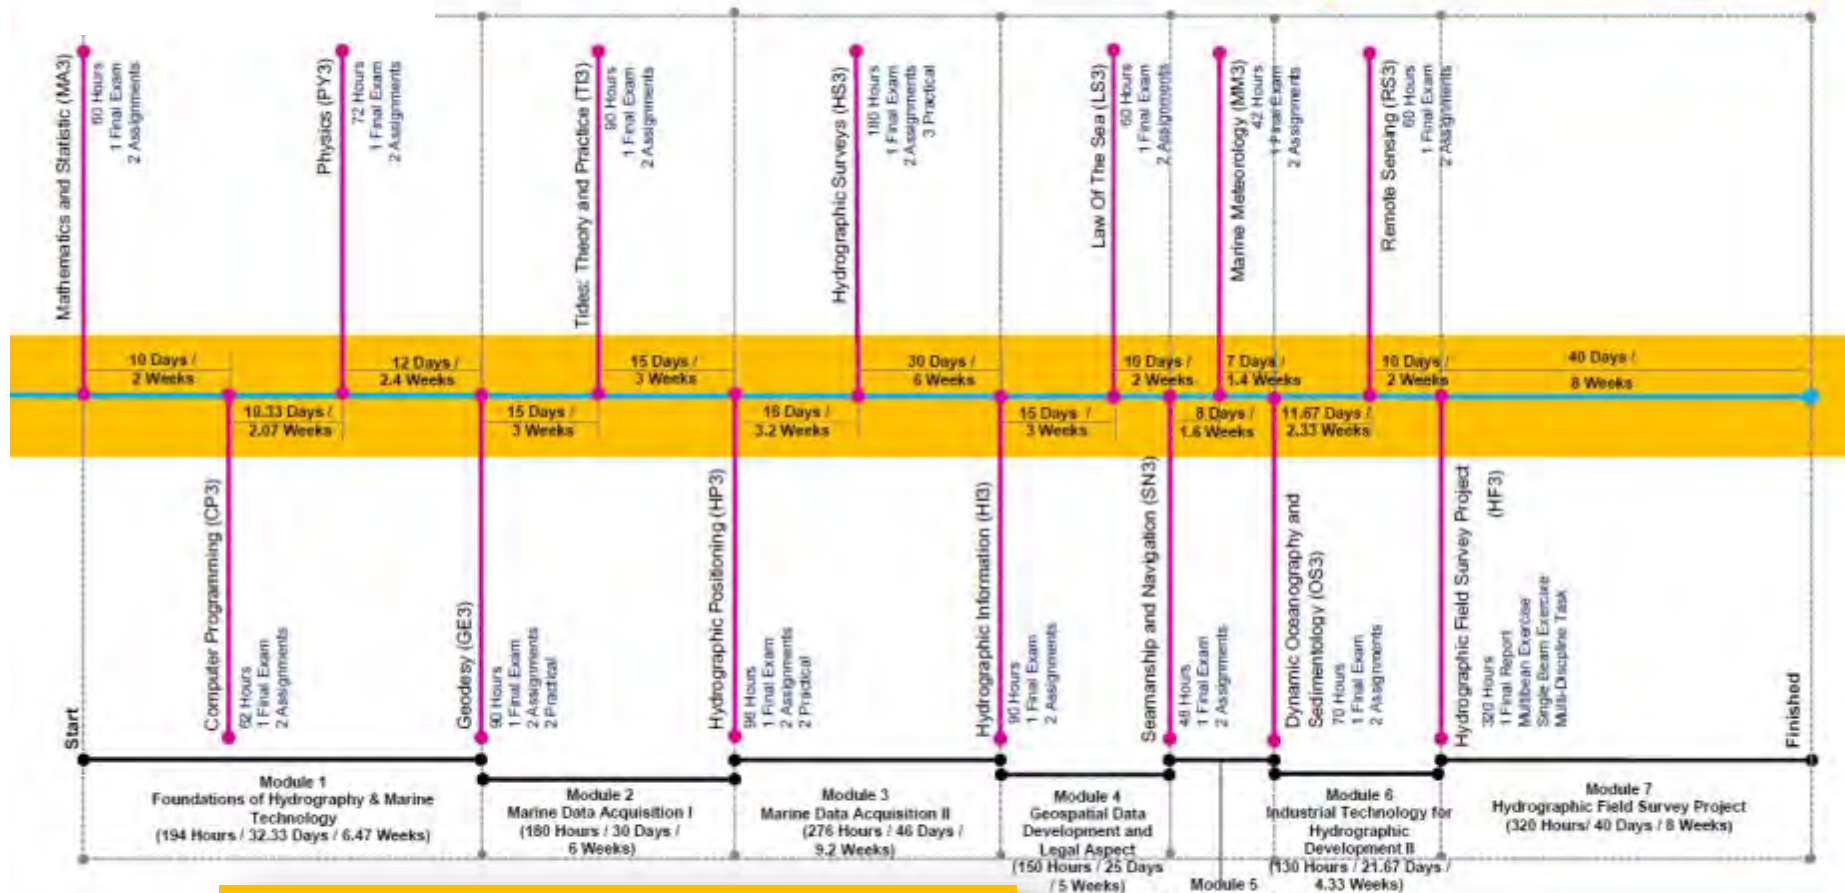 Mathematics and Statistic (MA3)
60 Hours
1 Final Exam
2 Assignments
Physics (PY3)
72 Hours
1 Final Exam
2 Assignments
Tides: Theory and Practice (TI3)
90 Hours
1 Final Exam
2 Assignments
Hydrographic Surveys (HS3)
180 Hours
1 Final Exam
2 Assignments
3 Practical
Law Of The Sea (LS3)
60 Hours
1 Final Exam
2 Assignments
Marine Meteorology (MM3)
42 Hours
1 Final Exam
2 Assignments
Remote Sensing (RS3)
60 Hours
1 Final Exam
2 Assignments
10 Days /
2 Weeks
12 Days /
2.4 Weeks
15 Days /
3 Weeks
30 Days /
6 Weeks
10 Days /
2 Weeks
7 Days /
1.4 Weeks
10 Days /
2 Weeks
40 Days /
8 Weeks
10.33 Days /
2.07 Weeks
15 Days /
3 Weeks
16 Days /
3.2 Weeks
15 Days /
3 Weeks
8 Days /
1.6 Weeks
11.67 Days /
2.33 Weeks
Start
Computer Programming (CP3)
62 Hours
1 Final Exam
2 Assignments
Geodesy (GE3)
90 Hours
1 Final Exam
2 Assignments
2 Practical
Hydrographic Positioning (HP3)
96 Hours
1 Final Exam
2 Assignments
2 Practical
Hydrographic Information (HI3)
90 Hours
1 Final Exam
2 Assignments
Seamanship and Navigation (SN3)
48 Hours
1 Final Exam
2 Assignments
Dynamic Oceanography and
Sedimentology (OS3)
70 Hours
1 Final Exam
2 Assignments
Hydrographic Field Survey Project
(HF3)
320 Hours
1 Final Report
Multibean Exercise
Single Beam Exercise
Multi-Discipline Task
Finished
Module 1
Foundations of Hydrography & Marine
Technology
(194 Hours / 32.33 Days / 6.47 Weeks)
Module 2
Marine Data Acquisition I
(180 Hours / 30 Days /
6 Weeks)
Module 3
Marine Data Acquisition II
(276 Hours / 46 Days /
9.2 Weeks)
Module 4
Geospatial Data
Development and
Legal Aspect
(150 Hours / 25 Days
/ 5 Weeks)
Module 5
Module 6
Industrial Technology for
Hydrographic
Development II
(130 Hours / 21.67 Days /
4.33 Weeks)
Module 7
Hydrographic Field Survey Project
(320 Hours/ 40 Days / 8 Weeks)